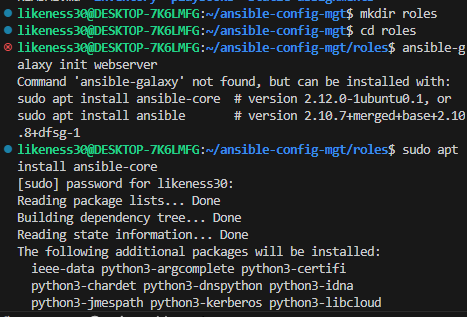 likeness30@DESKTOP-7K6LMFG:~/ansible-config-mgt$ mkdir roles
likeness30@DESKTOP-7K6LMFG:~/ansible-config-mgt$ cd roles
likeness30@DESKTOP-7K6LMFG:~/ansible-config-mgt/roles$ ansible-g
alaxy init webserver
Command 'ansible-galaxy' not found, but can be installed with:
sudo apt install ansible-core  # version 2.12.0-1ubuntu0.1, or
sudo apt install ansible       # version 2.10.7+merged+base+2.10
.8+dfsg-1
likeness30@DESKTOP-7K6LMFG:~/ansible-config-mgt/roles$ sudo apt
install ansible-core
[sudo] password for likeness30:
Reading package lists... Done
Building dependency tree... Done
Reading state information... Done
The following additional packages will be installed:
  ieee-data python3-argcomplete python3-certifi
  python3-chardet python3-dnspython python3-idna
  python3-jmespath python3-kerberos python3-libcloud